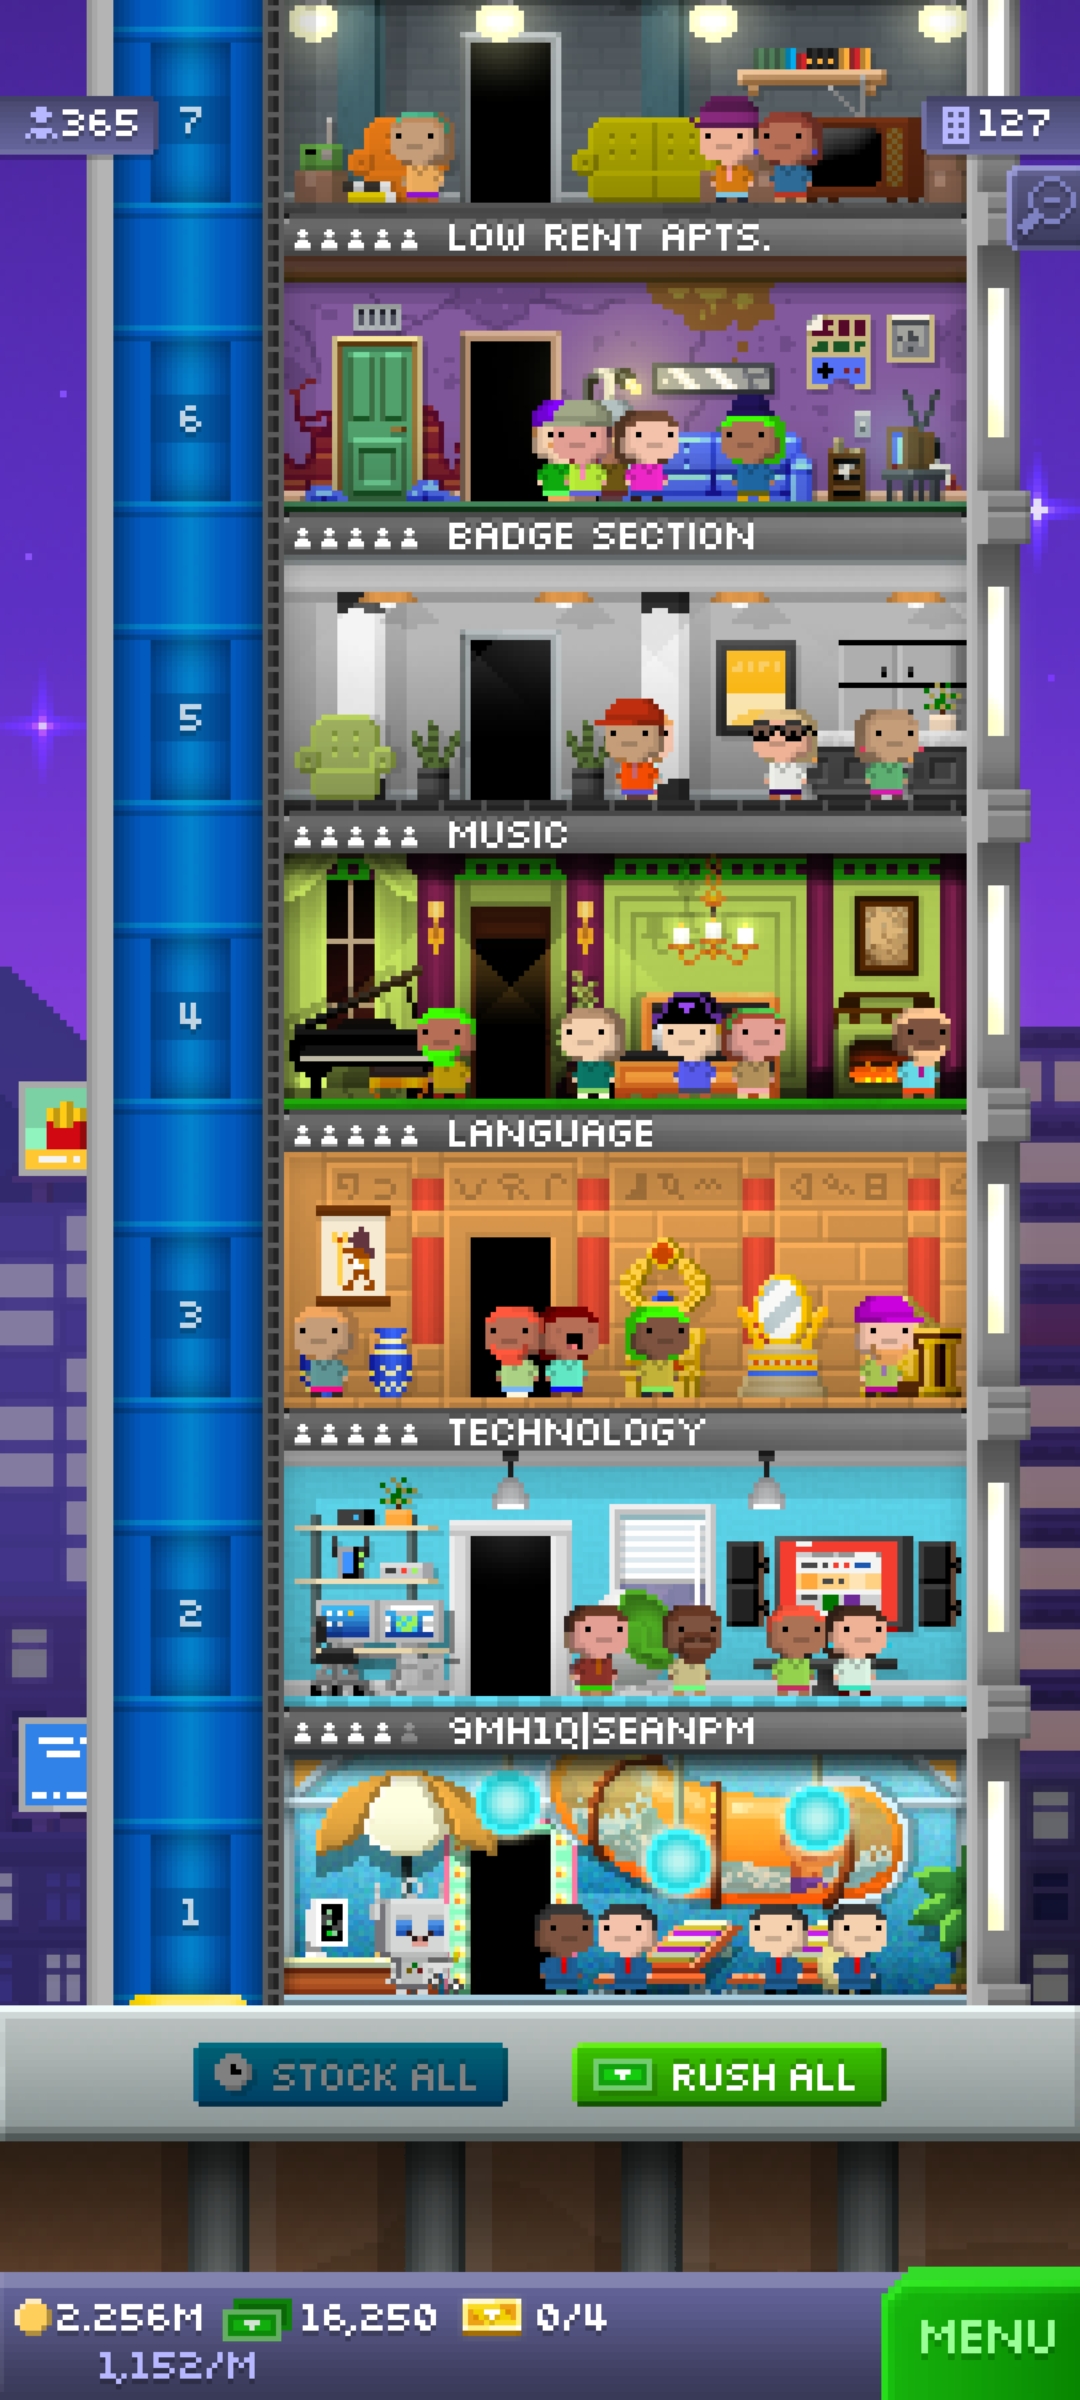 365
7
127
LOW RENT APTS.
6
BADGE SECTION
5
MUSIC
4
LANGUAGE
3
TECHNOLOGY
2
9MH1Q|SEANPM
1
STOCK ALL
RUSH ALL
2.256M
16,250
0/4
1,152/M
MENU